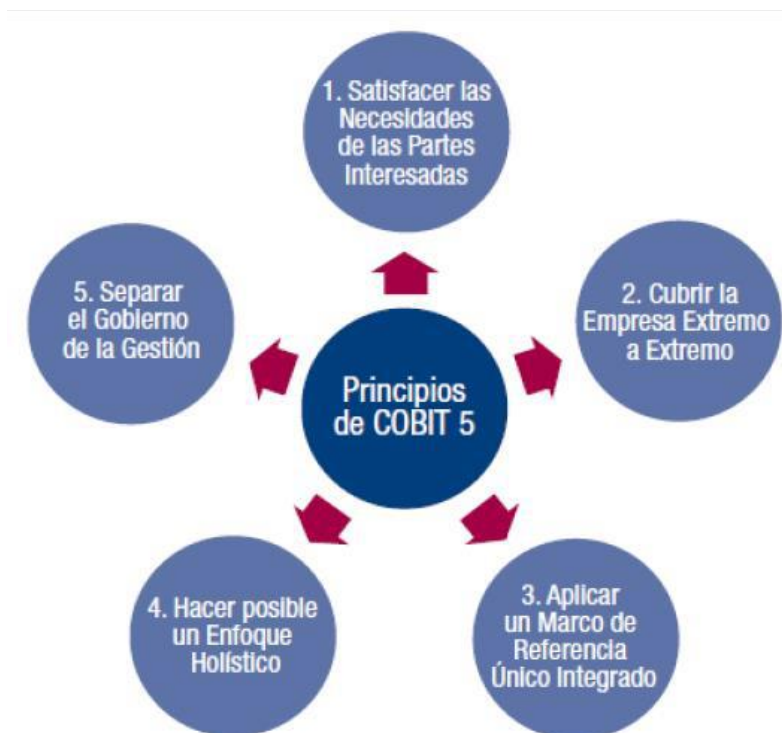 1. Satisfacer las
Necesidades
de las Partes
Interesadas
5. Separar
el Gobierno
de la Gestión
2. Cubrir la
Empresa Extremo
a Extremo
Principios
de COBIT 5
4. Hacer posible
un Enfoque
Holístico
3. Aplicar
un Marco de
Referencia
Único Integrado